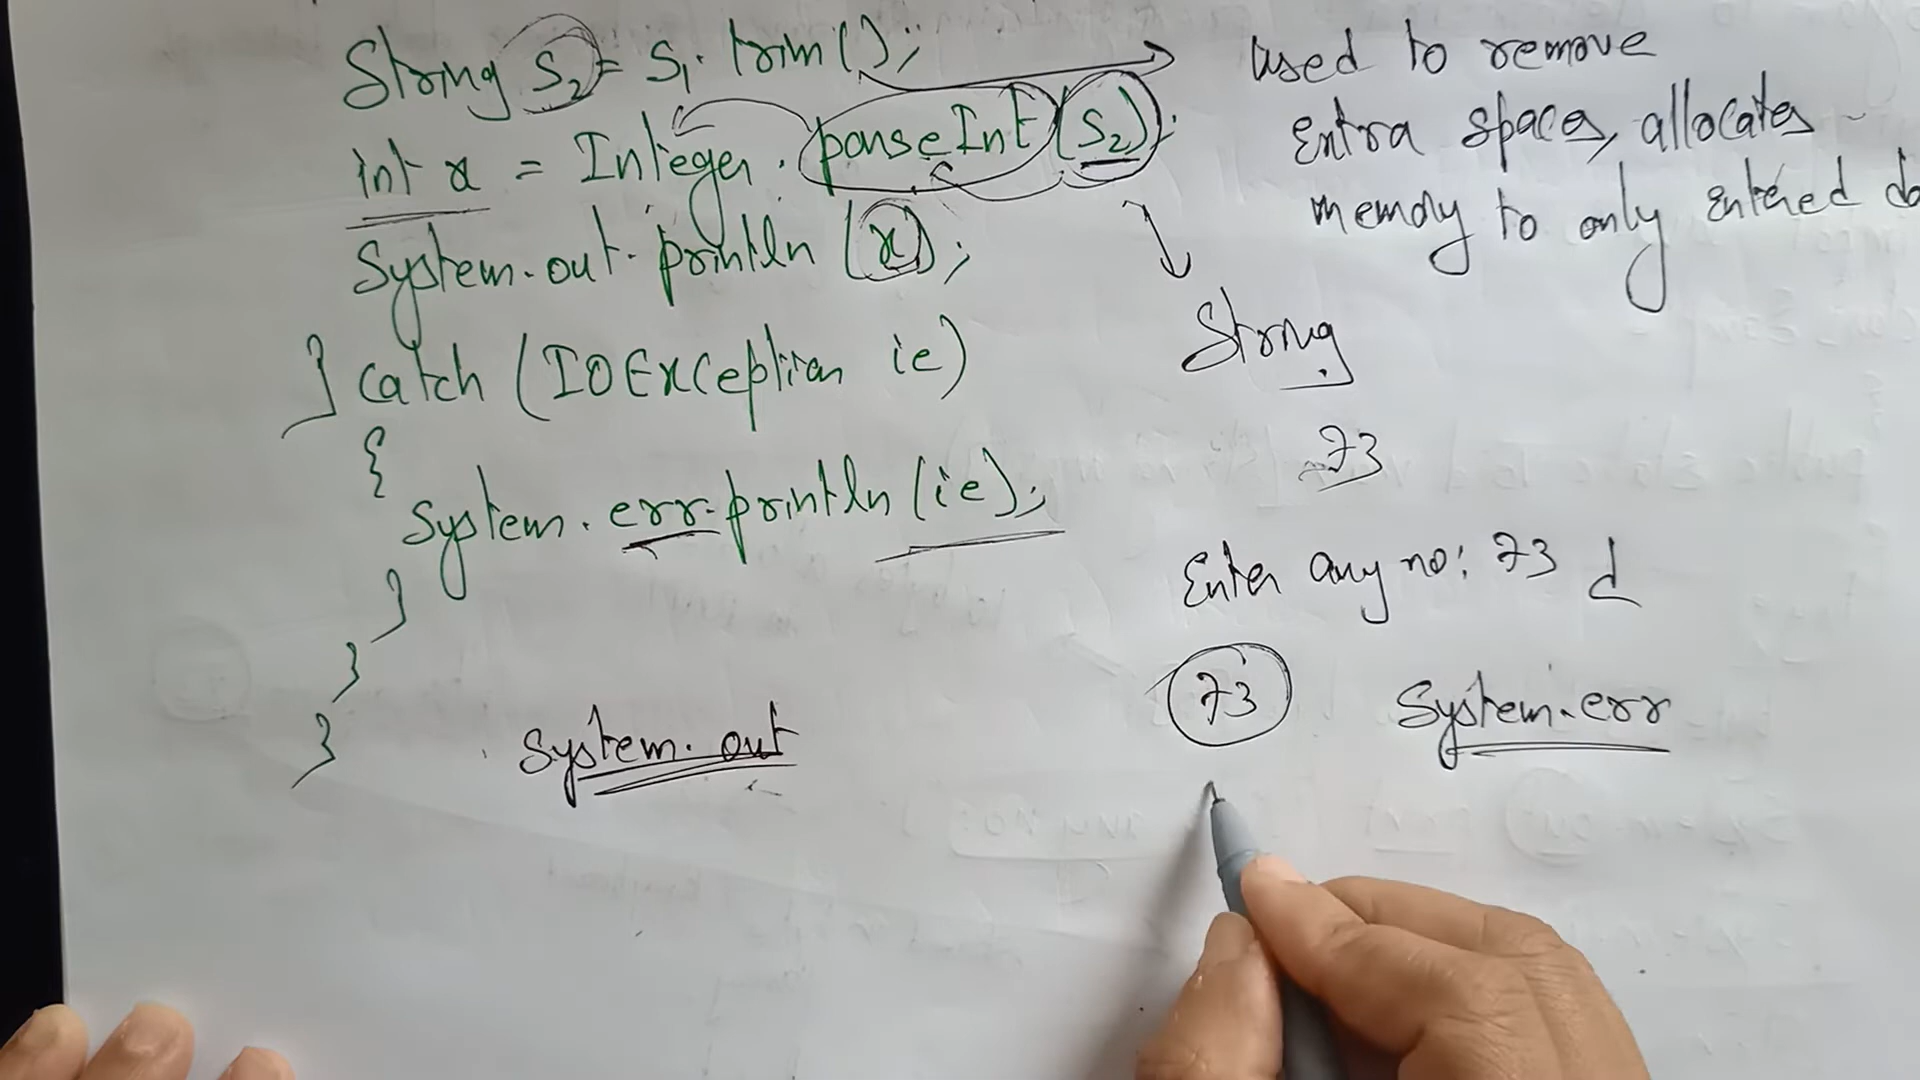 String S2 = S1. trim();
int x = Integer. parseInt(S2);
System.out.println (x);
} catch (IOException ie)
{
System.err.println (ie);
}
}
}
System.out
used to remove
Extra spaces, allocates
memory to only entered da
String
73
Enter any no: 73
73
System.err